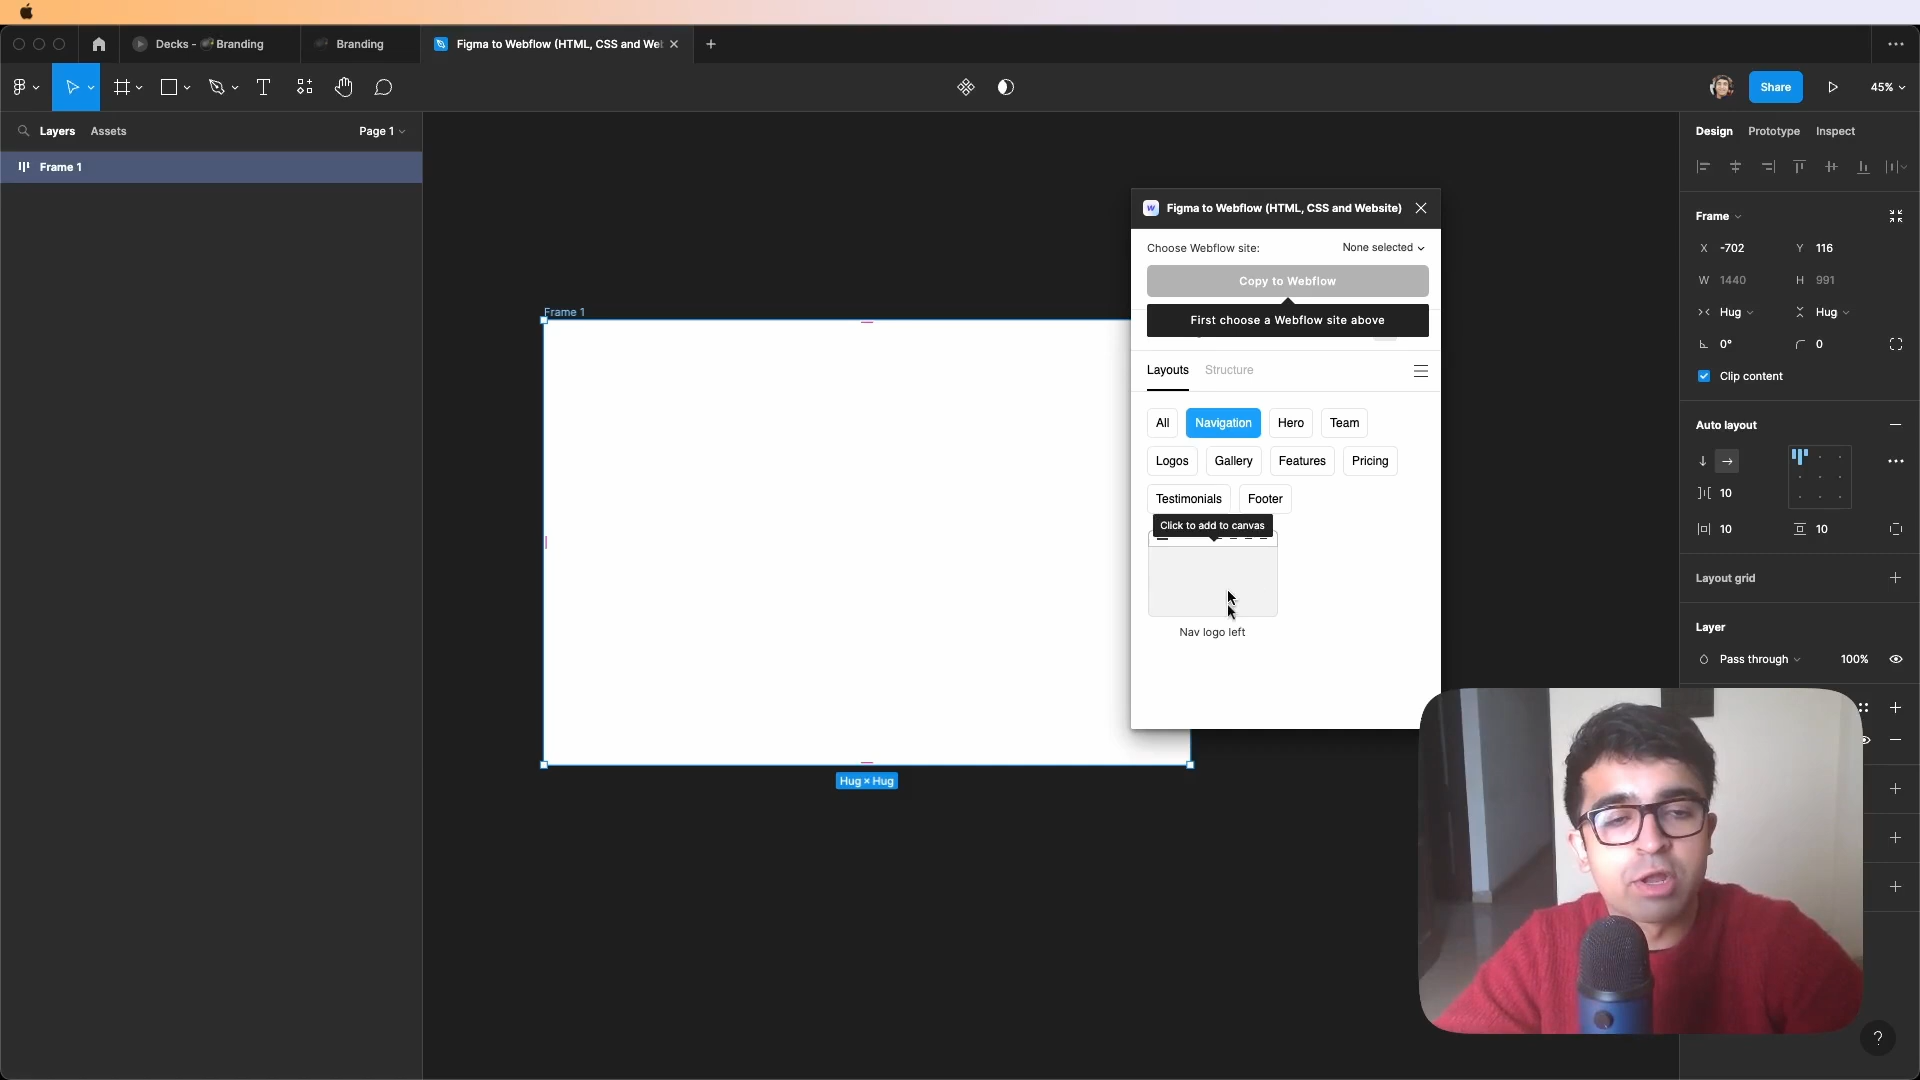 Decks - Branding
Branding
Figma to Webflow (HTML, CSS and We
Share
45%
Layers
Assets
Page 1
Frame 1
Frame 1
Hug × Hug
Figma to Webflow (HTML, CSS and Website)
Choose Webflow site:
None selected
Copy to Webflow
First choose a Webflow site above
Layouts
Structure
All
Navigation
Hero
Team
Logos
Gallery
Features
Pricing
Testimonials
Footer
Click to add to canvas
Nav logo left
Design
Prototype
Inspect
Frame
X -702
Y 116
W 1440
H 991
Hug
Hug
0°
0
Clip content
Auto layout
10
10
10
Layout grid
Layer
Pass through
100%
?